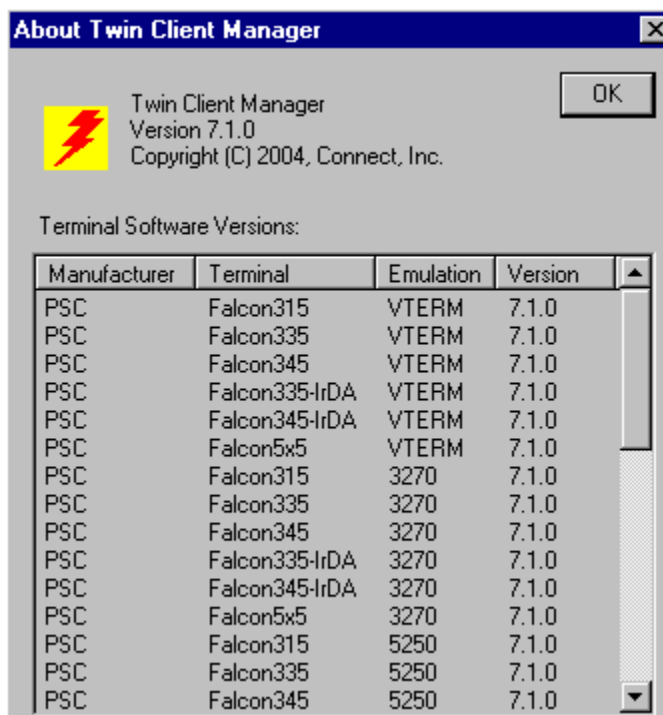 About Twin Client Manager
OK
Twin Client Manager
Version 7.1.0
Copyright (C) 2004, Connect, Inc.
Terminal Software Versions:
Manufacturer Terminal Emulation Version
PSC Falcon315 VTERM 7.1.0
PSC Falcon335 VTERM 7.1.0
PSC Falcon345 VTERM 7.1.0
PSC Falcon335-IrDA VTERM 7.1.0
PSC Falcon345-IrDA VTERM 7.1.0
PSC Falcon5x5 VTERM 7.1.0
PSC Falcon315 3270 7.1.0
PSC Falcon335 3270 7.1.0
PSC Falcon345 3270 7.1.0
PSC Falcon335-IrDA 3270 7.1.0
PSC Falcon345-IrDA 3270 7.1.0
PSC Falcon5x5 3270 7.1.0
PSC Falcon315 5250 7.1.0
PSC Falcon335 5250 7.1.0
PSC Falcon345 5250 7.1.0